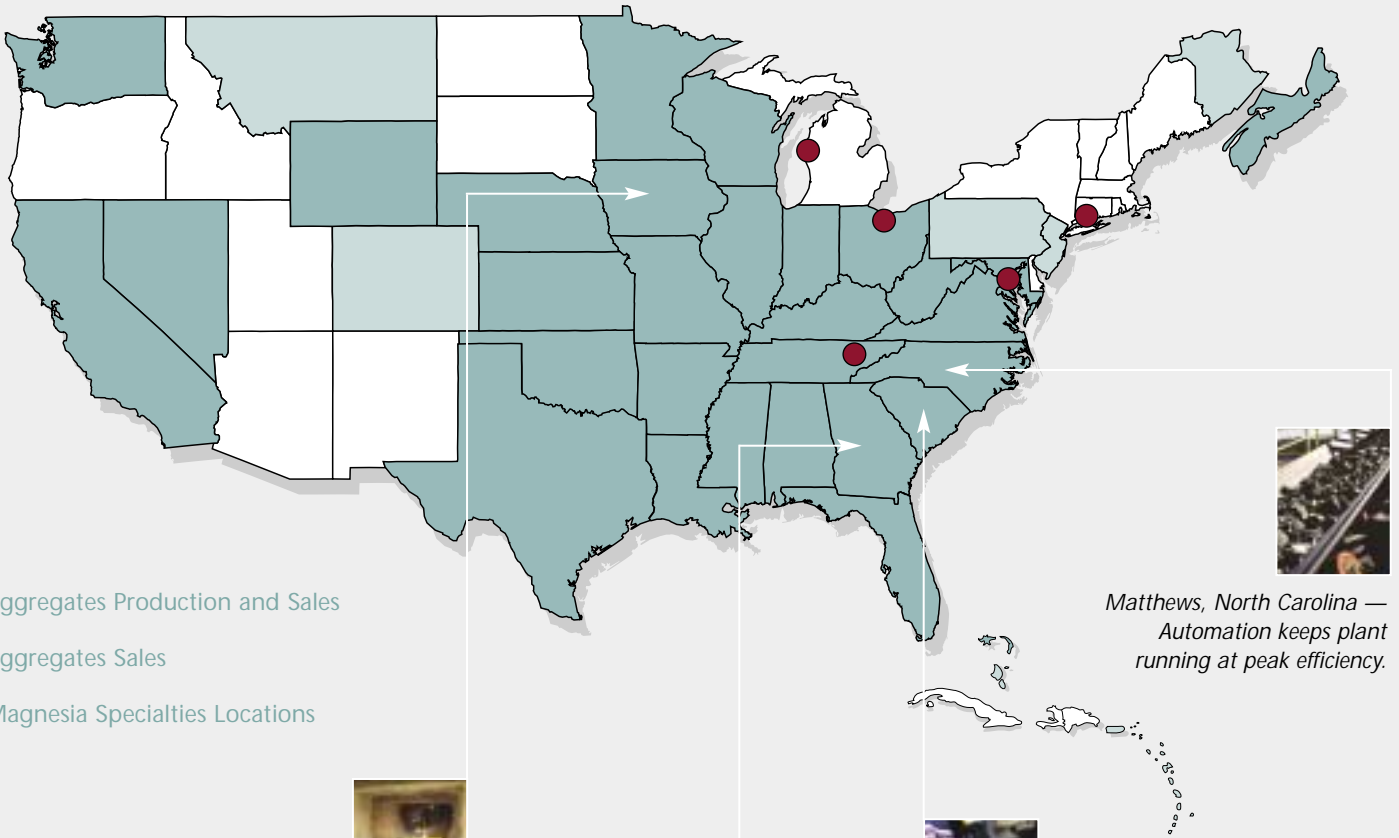 ggregates Production and Sales
ggregates Sales
Magnesia Specialties Locations
Matthews, North Carolina —
Automation keeps plant
running at peak efficiency.